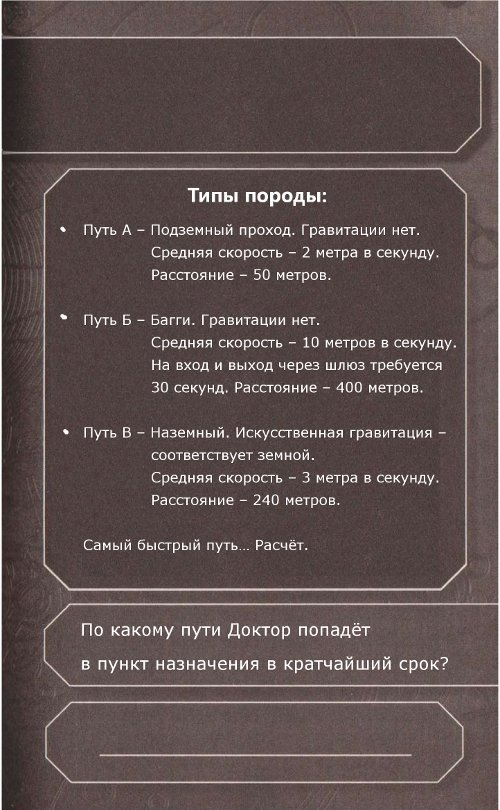 Типы породы:
• Путь А – Подземный проход. Гравитации нет.
Средняя скорость – 2 метра в секунду.
Расстояние – 50 метров.
• Путь Б – Багги. Гравитации нет.
Средняя скорость – 10 метров в секунду.
На вход и выход через шлюз требуется
30 секунд. Расстояние – 400 метров.
• Путь В – Наземный. Искусственная гравитация –
соответствует земной.
Средняя скорость – 3 метра в секунду.
Расстояние – 240 метров.
Самый быстрый путь... Расчёт.
По какому пути Доктор попадёт
в пункт назначения в кратчайший срок?